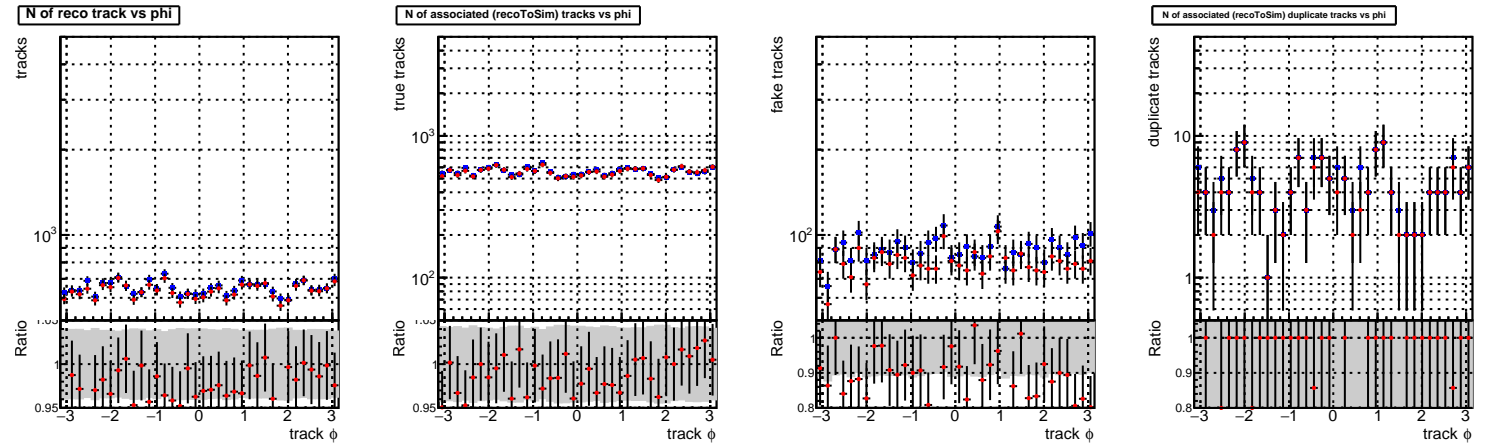 N of reco track vs phi
tracks
10³
Ratio
1.05
1
0.95
−3 −2 −1 0 1 2 3
track ϕ
N of associated (recoToSim) tracks vs phi
true tracks
10³
10²
Ratio
1.05
1
0.95
−3 −2 −1 0 1 2 3
track ϕ
fake tracks
10²
Ratio
1
0.9
0.8
−3 −2 −1 0 1 2 3
track ϕ
N of associated (recoToSim) duplicate tracks vs phi
duplicate tracks
10
1
Ratio
1
0.9
0.8
−3 −2 −1 0 1 2 3
track ϕ